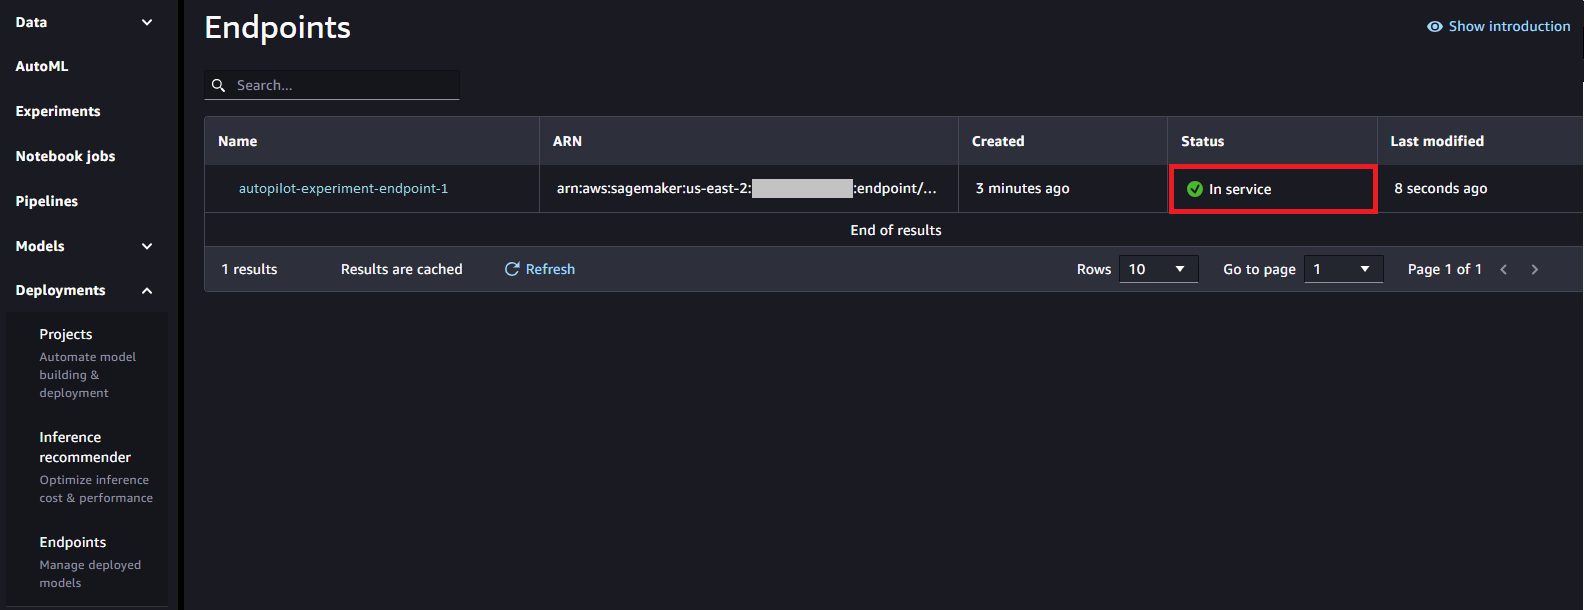 Data
AutoML
Experiments
Notebook jobs
Pipelines
Models
Deployments
Projects
Automate model
building &
deployment
Inference
recommender
Optimize inference
cost & performance
Endpoints
Manage deployed
models
Endpoints
Show introduction
Search...
Name ARN Created Status Last modified
autopilot-experiment-endpoint-1 arn:aws:sagemaker:us-east-2: :endpoint/... 3 minutes ago In service 8 seconds ago
End of results
1 results Results are cached Refresh Rows 10 Go to page 1 Page 1 of 1